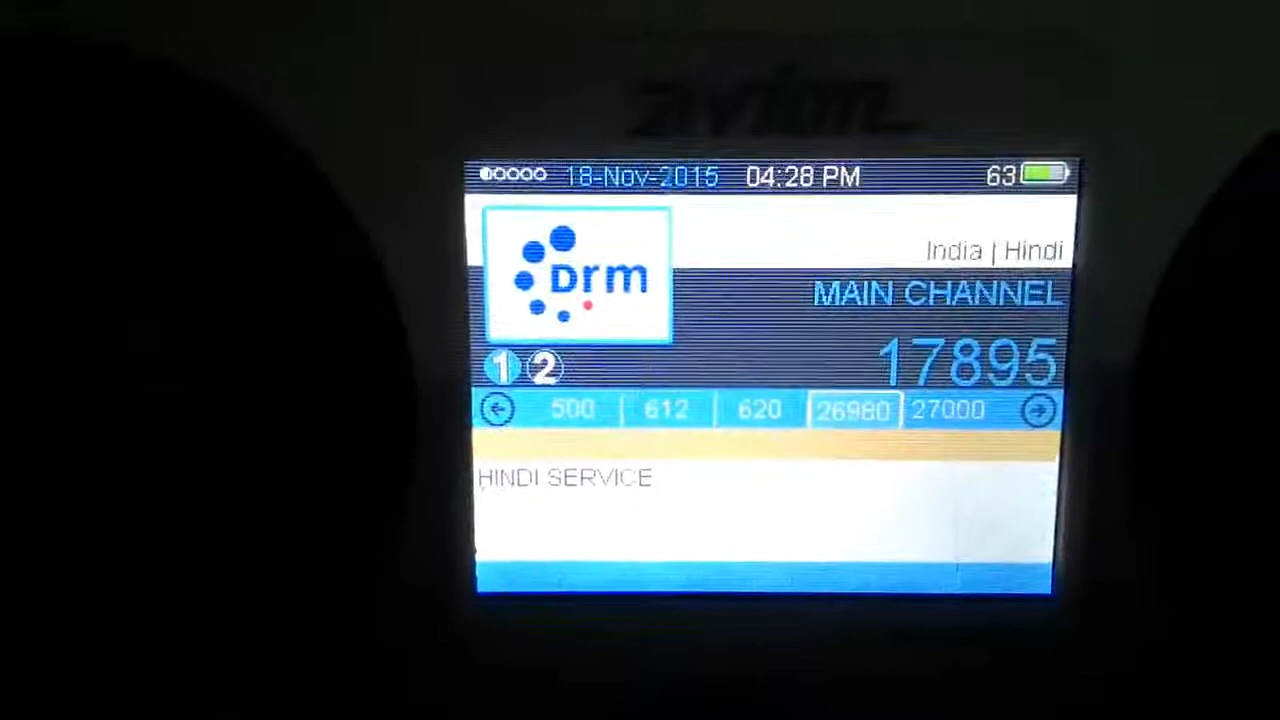 avion
18-Nov-2015 04:28 PM 63
Drm
India | Hindi
MAIN CHANNEL
1 2 17895
500 612 620 26980 27000
HINDI SERVICE